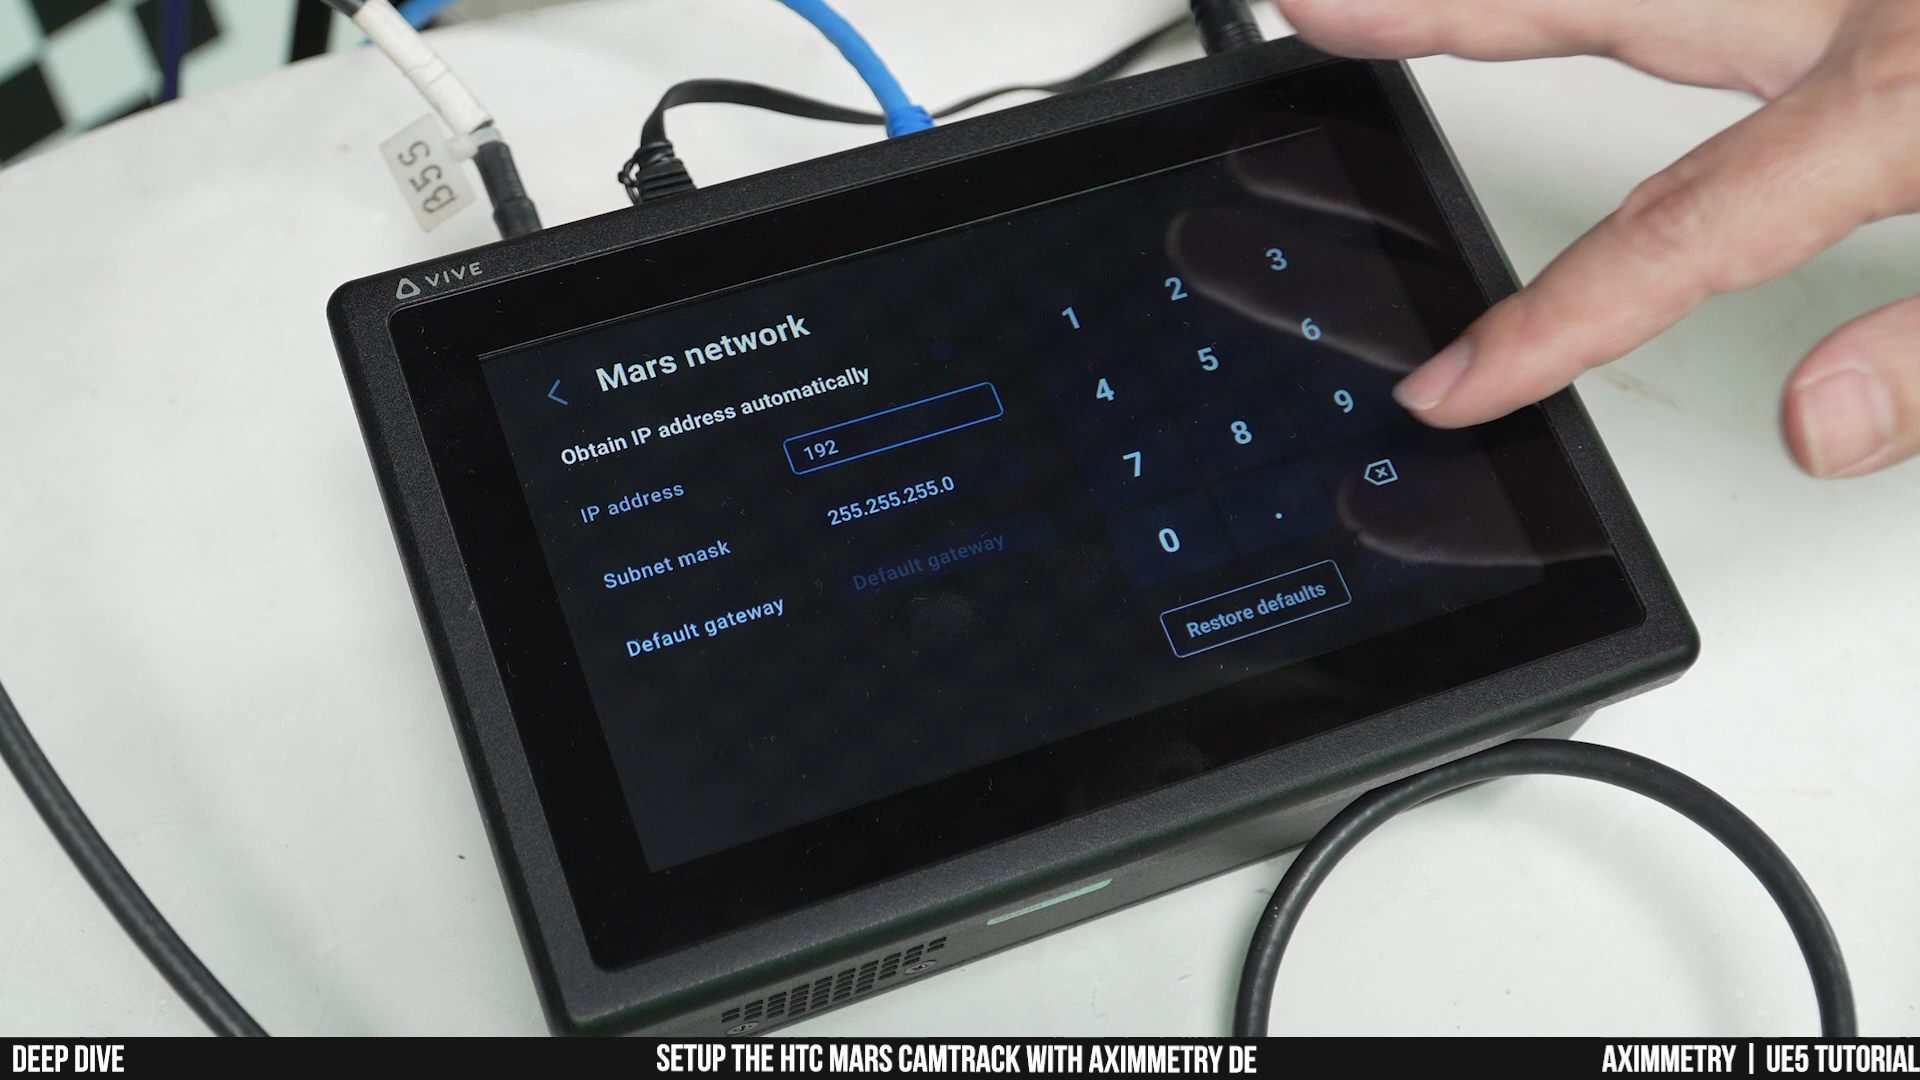 B55
VIVE
Mars network
Obtain IP address automatically
IP address
192
Subnet mask
255.255.255.0
Default gateway
Default gateway
1 2 3
4 5 6
7 8 9
0 .
Restore defaults
DEEP DIVE
SETUP THE HTC MARS CAMTRACK WITH AXIMMETRY DE
AXIMMETRY | UE5 TUTORIAL